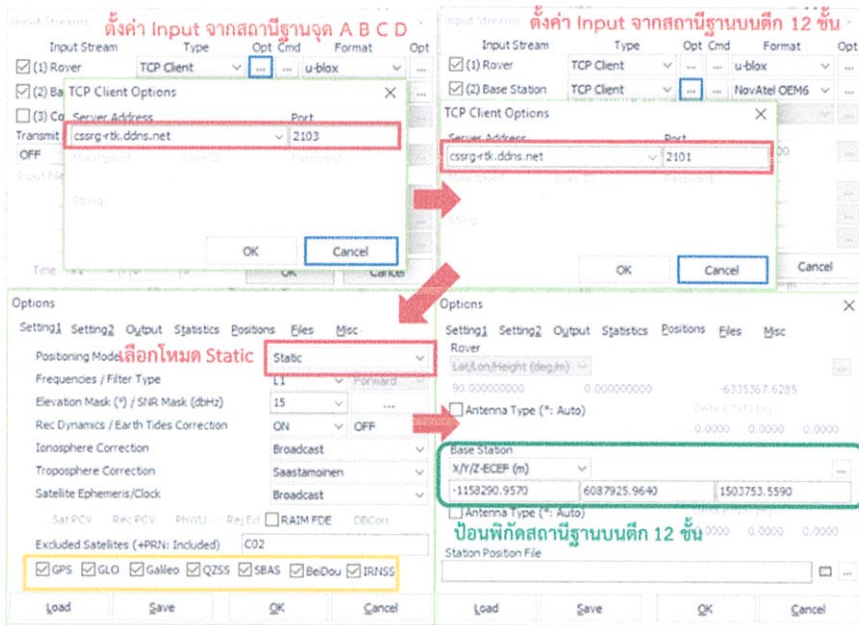 Input Streams
ตั้งค่า Input จากสถานีฐานจุด A B C D
Input Stream Type Opt Cmd Format Opt
(1) Rover TCP Client ... ... u-blox ...
(2) Ba
TCP Client Options
(3) Co
Server Address Port
Transmit
cssrg-rtk.ddns.net 2103
OFF
String
OK Cancel
Time
OK Cancel
Input Streams
ตั้งค่า Input จากสถานีฐานบนตึก 12 ชั้น
Input Stream Type Opt Cmd Format Opt
(1) Rover TCP Client ... ... u-blox ...
(2) Base Station TCP Client ... ... NovAtel OEM6 ...
TCP Client Options
Server Address Port
cssrg-rtk.ddns.net 2101
String
OK Cancel
Cancel
Options
Setting1 Setting2 Output Statistics Positions Files Misc
Positioning Mode เลือกโหมด Static Static
Frequencies / Filter Type L1 Forward
Elevation Mask (°) / SNR Mask (dbHz) 15 ...
Rec Dynamics / Earth Tides Correction ON OFF
Ionosphere Correction Broadcast
Troposphere Correction Saastamoinen
Satellite Ephemeris/Clock Broadcast
Sat PCV Rec PCV PhWU Rej Ed RAIM FDE DBCorr
Excluded Satellites (+PRN: Included) C02
GPS GLO Galileo QZSS SBAS BeiDou IRNSS
Load Save OK Cancel
Options
Setting1 Setting2 Output Statistics Positions Files Misc
Rover
Lat/Lon/Height (deg/m) ...
90.000000000 0.000000000 -6335367.6285
Antenna Type (*: Auto)
0.0000 0.0000 0.0000
Base Station
X/Y/Z-ECEF (m) ...
-1158290.9570 6087925.9640 1503753.5590
Antenna Type (*: Auto)
ป้อนพิกัดสถานีฐานบนตึก 12 ชั้น
0.0000 0.0000 0.0000
Station Position File
...
Load Save OK Cancel